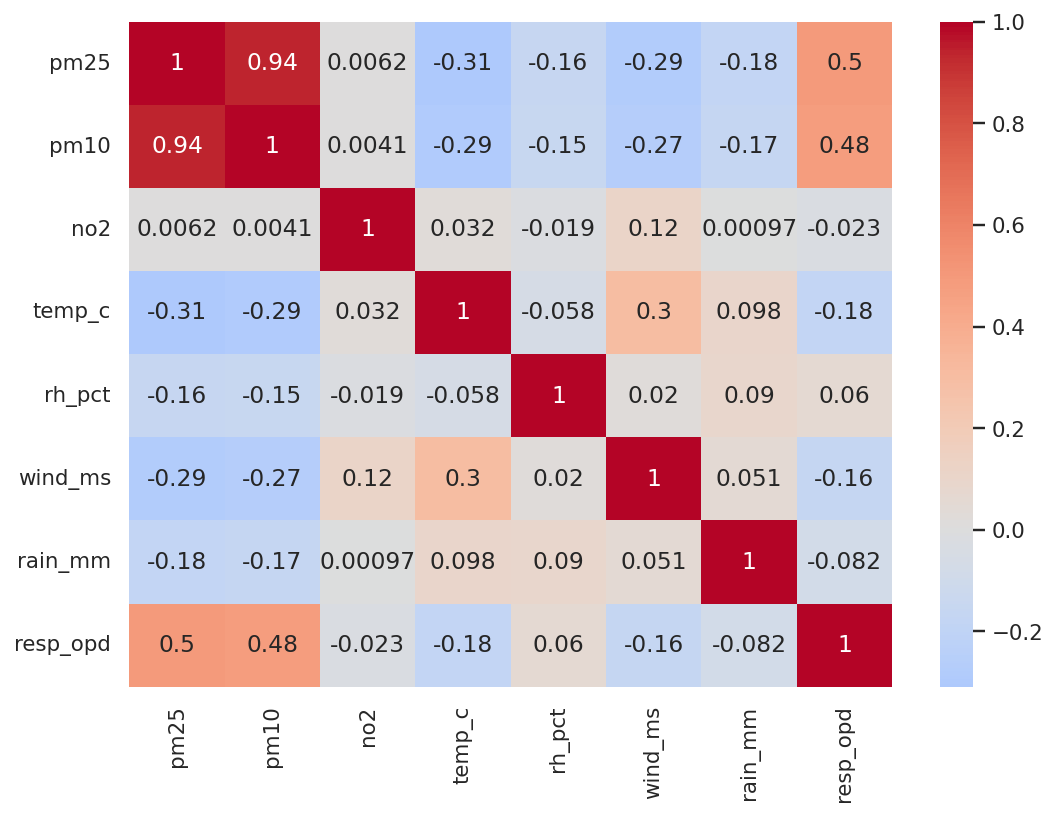 pm25 1 0.94 0.0062 -0.31 -0.16 -0.29 -0.18 0.5
pm10 0.94 1 0.0041 -0.29 -0.15 -0.27 -0.17 0.48
no2 0.0062 0.0041 1 0.032 -0.019 0.12 0.00097 -0.023
temp_c -0.31 -0.29 0.032 1 -0.058 0.3 0.098 -0.18
rh_pct -0.16 -0.15 -0.019 -0.058 1 0.02 0.09 0.06
wind_ms -0.29 -0.27 0.12 0.3 0.02 1 0.051 -0.16
rain_mm -0.18 -0.17 0.00097 0.098 0.09 0.051 1 -0.082
resp_opd 0.5 0.48 -0.023 -0.18 0.06 -0.16 -0.082 1
pm25 pm10 no2 temp_c rh_pct wind_ms rain_mm resp_opd
1.0
0.8
0.6
0.4
0.2
0.0
−0.2